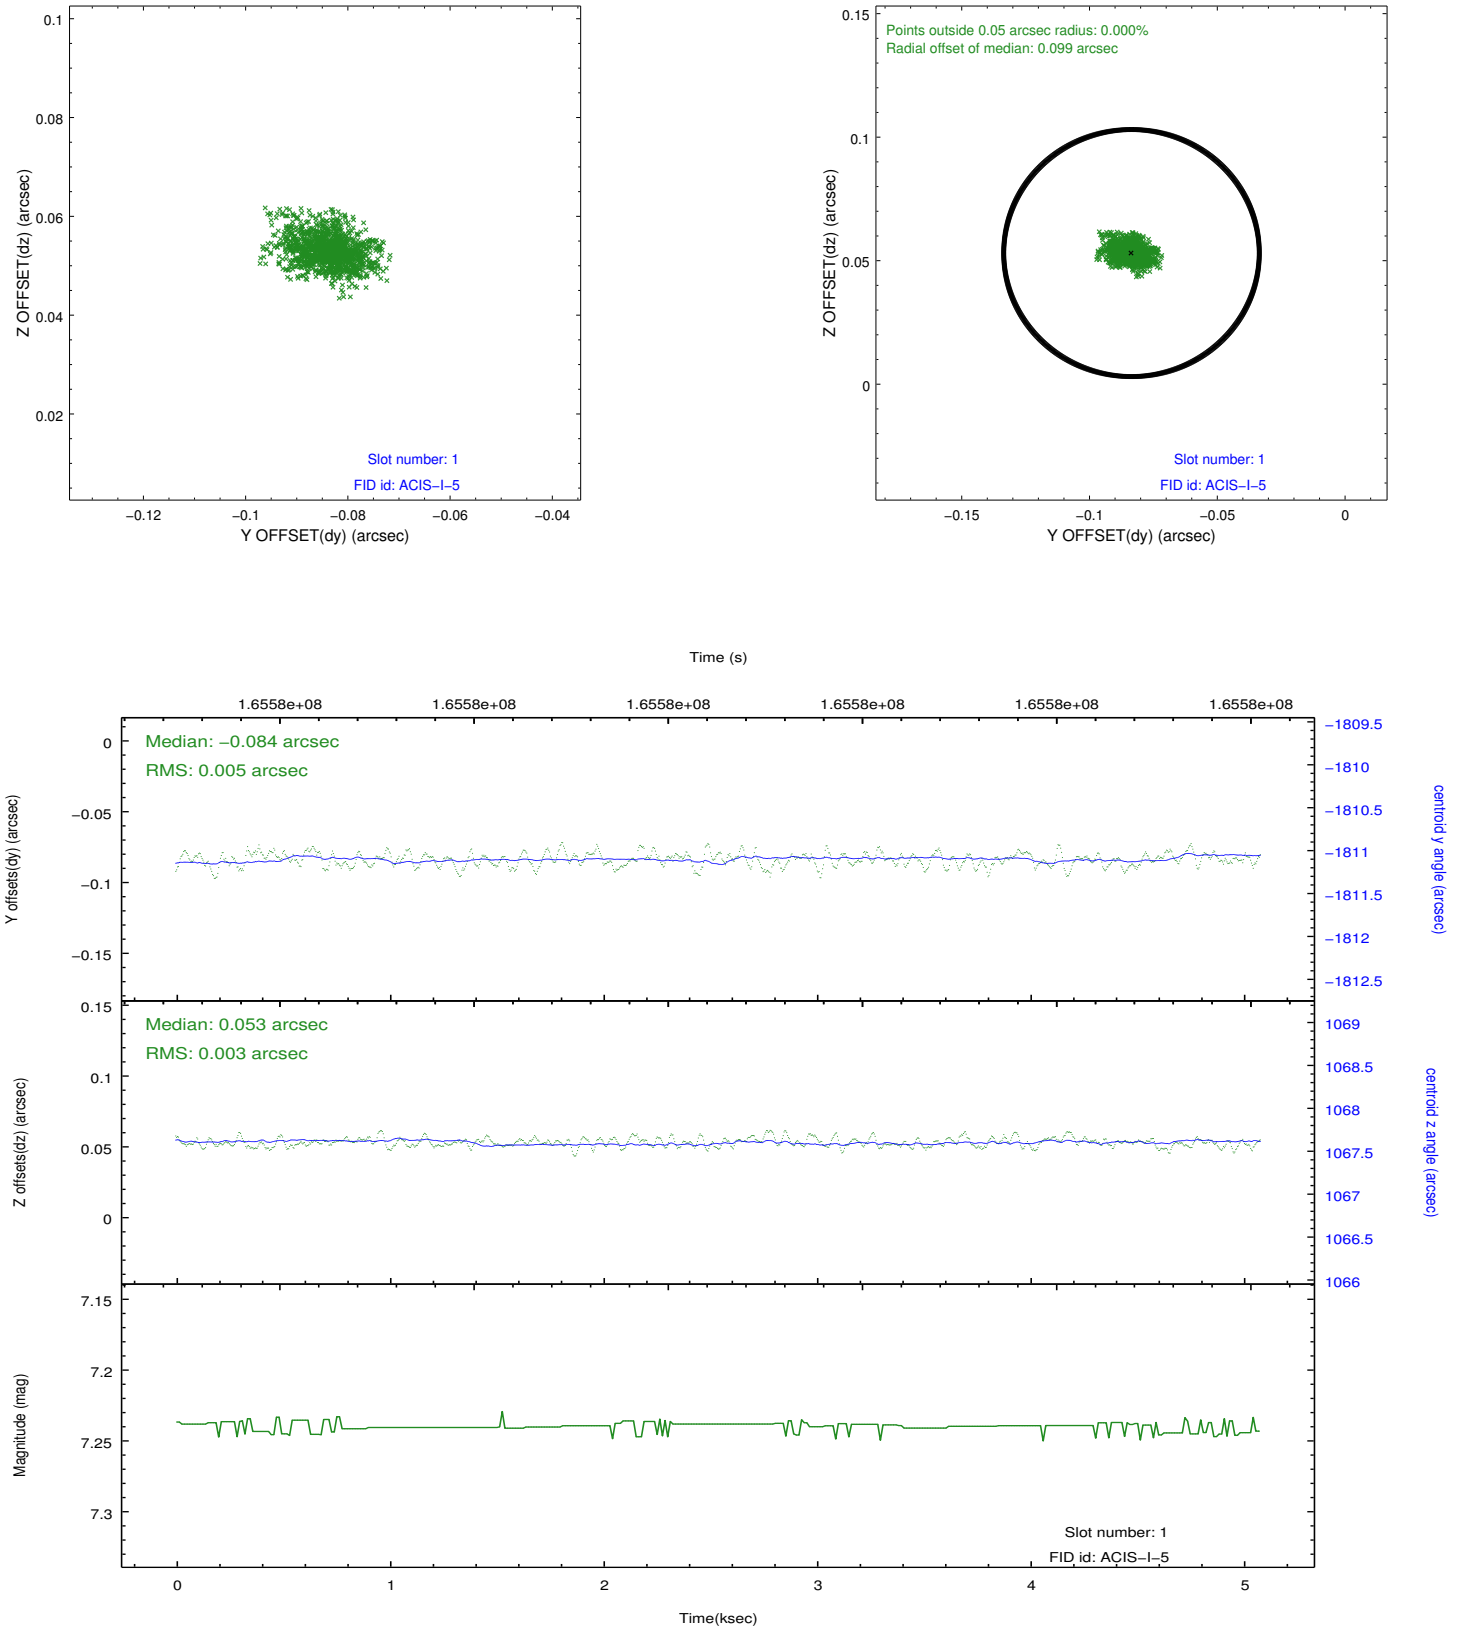 0.1
0.08
0.06
0.04
0.02
Z OFFSET(dz) (arcsec)
Slot number: 1
FID id: ACIS−I−5
−0.12 −0.1 −0.08 −0.06 −0.04
Y OFFSET(dy) (arcsec)
Points outside 0.05 arcsec radius: 0.000%
Radial offset of median: 0.099 arcsec
0.15
0.1
0.05
0
Z OFFSET(dz) (arcsec)
Slot number: 1
FID id: ACIS−I−5
−0.15 −0.1 −0.05 0
Y OFFSET(dy) (arcsec)
Time (s)
1.6558e+08 1.6558e+08 1.6558e+08 1.6558e+08 1.6558e+08 1.6558e+08
Median: −0.084 arcsec
RMS: 0.005 arcsec
0
−0.05
−0.1
−0.15
Y offsets(dy) (arcsec)
−1809.5
−1810
−1810.5
−1811
−1811.5
−1812
−1812.5
centroid y angle (arcsec)
Median: 0.053 arcsec
RMS: 0.003 arcsec
0.15
0.1
0.05
0
Z offsets(dz) (arcsec)
1069
1068.5
1068
1067.5
1067
1066.5
1066
centroid z angle (arcsec)
7.15
7.2
7.25
7.3
Magnitude (mag)
Slot number: 1
FID id: ACIS−I−5
0 1 2 3 4 5
Time(ksec)